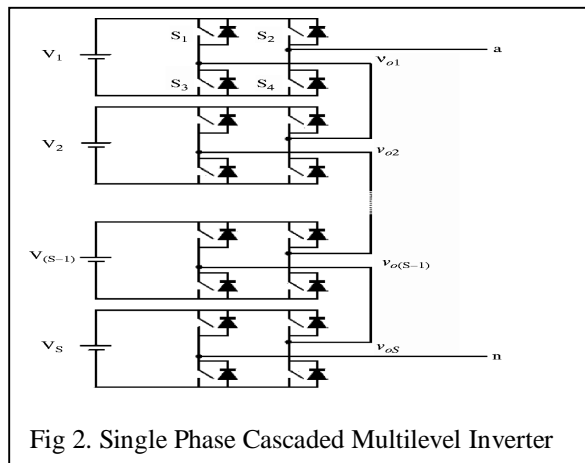 S1 S2
V1
a
vo1
S3 S4
V2
vo2
V(S-1)
vo(S-1)
VS
voS
n
Fig 2. Single Phase Cascaded Multilevel Inverter